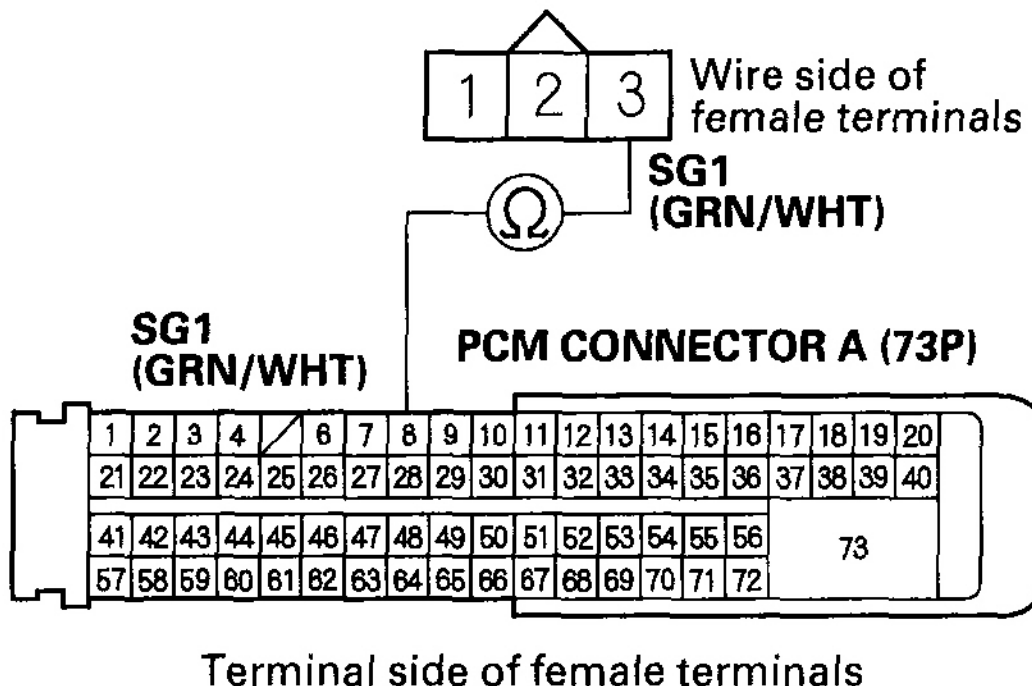 1 2 3
Wire side of
female terminals
SG1
(GRN/WHT)
Ω
SG1
(GRN/WHT)
PCM CONNECTOR A (73P)
1 2 3 4 6 7 8 9 10 11 12 13 14 15 16 17 18 19 20
21 22 23 24 25 26 27 28 29 30 31 32 33 34 35 36 37 38 39 40
41 42 43 44 45 46 47 48 49 50 51 52 53 54 55 56
73
57 58 59 60 61 62 63 64 65 66 67 68 69 70 71 72
Terminal side of female terminals